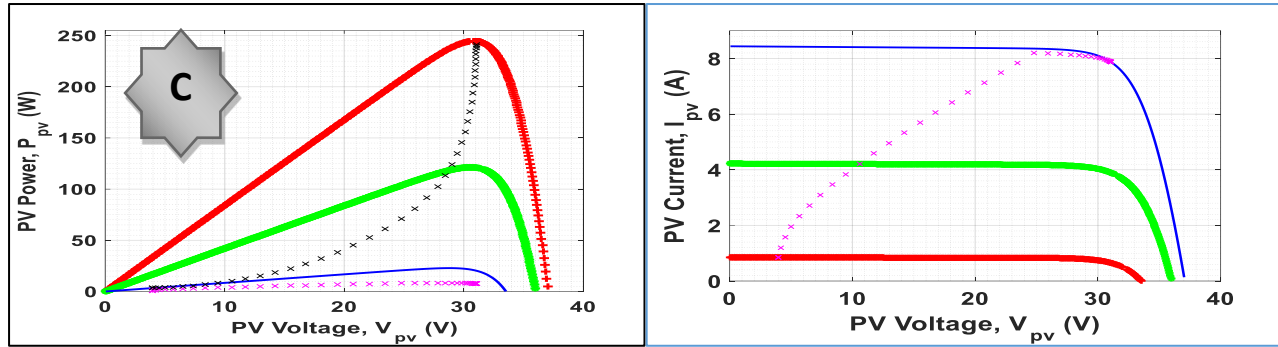 250
200
150
100
50
0
PV Power, P_pv (W)
C
0 10 20 30 40
PV Voltage, V_pv (V)
8
6
4
2
0
PV Current, I_pv (A)
0 10 20 30 40
PV Voltage, V_pv (V)